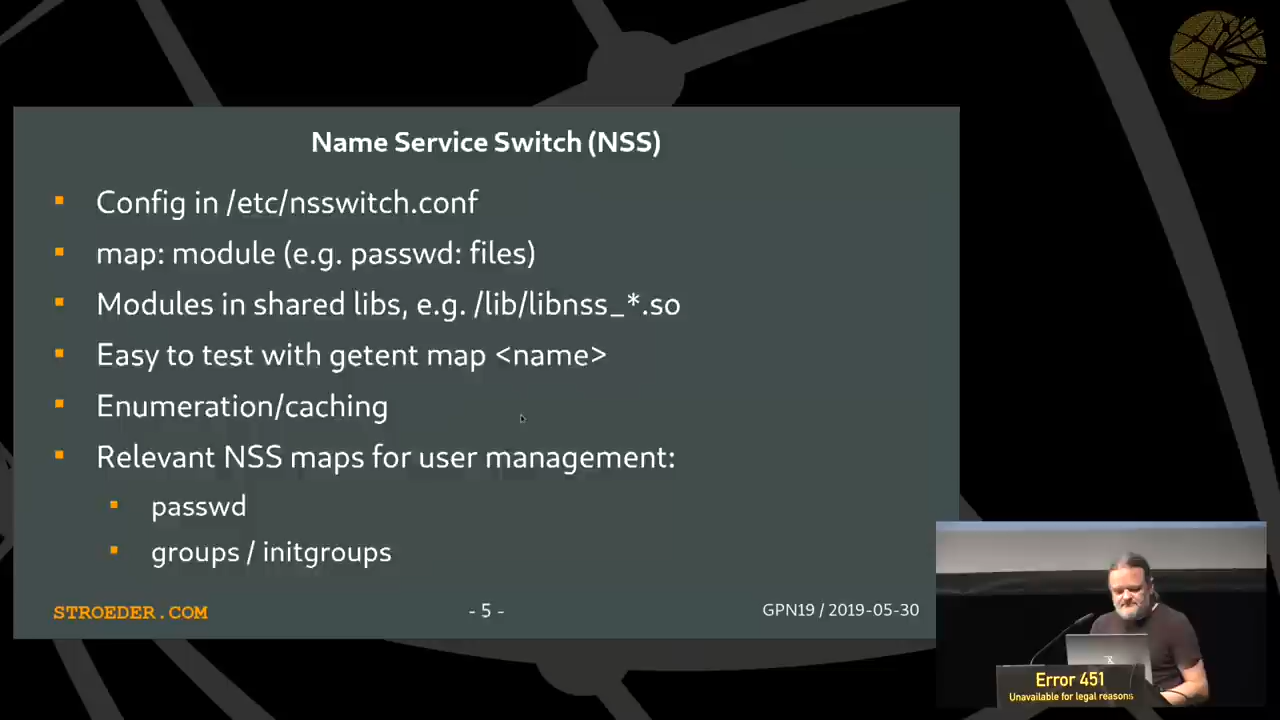 Name Service Switch (NSS)
Config in /etc/nsswitch.conf
map: module (e.g. passwd: files)
Modules in shared libs, e.g. /lib/libnss_*.so
Easy to test with getent map <name>
Enumeration/caching
Relevant NSS maps for user management:
passwd
groups / initgroups
STROEDER.COM
- 5 -
GPN19 / 2019-05-30
Error 451
Unavailable for legal reasons